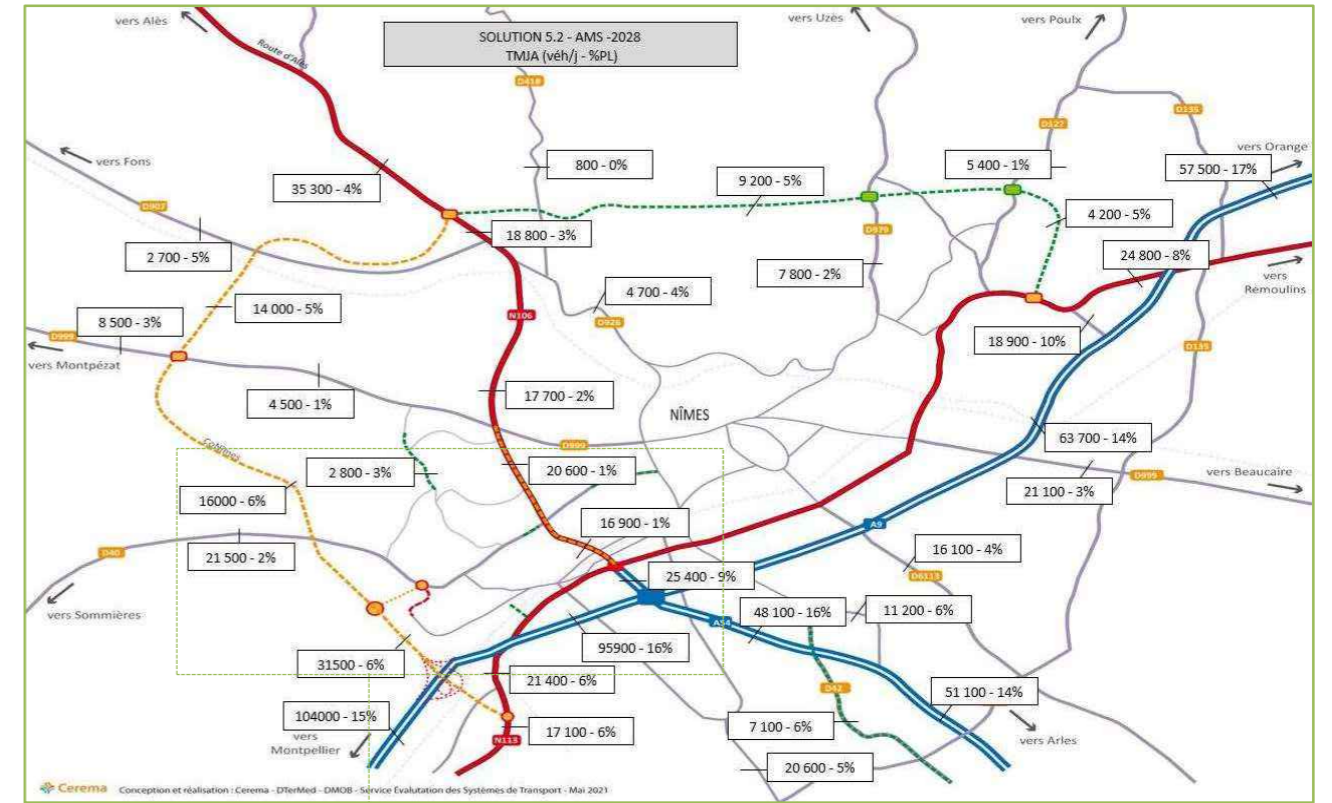 vers Alès
vers Uzès
vers Poulx
SOLUTION 5.2 - AMS -2028
TMJA (véh/j - %PL)
Route d'Alès
D418
D135
D127
vers Orange
vers Fons
800 - 0%
5 400 - 1%
57 500 - 17%
35 300 - 4%
9 200 - 5%
D907
4 200 - 5%
18 800 - 3%
D979
2 700 - 5%
24 800 - 8%
7 800 - 2%
vers
Remoulins
4 700 - 4%
14 000 - 5%
8 500 - 3%
N106
D926
D999
18 900 - 10%
D135
vers Montpézat
17 700 - 2%
4 500 - 1%
NÎMES
63 700 - 14%
D999
2 800 - 3%
20 600 - 1%
vers Beaucaire
D999
16000 - 6%
21 100 - 3%
16 900 - 1%
A9
21 500 - 2%
D40
16 100 - 4%
25 400 - 9%
D6113
vers Sommières
48 100 - 16%
11 200 - 6%
A54
95900 - 16%
31500 - 6%
21 400 - 6%
D42
51 100 - 14%
104000 - 15%
17 100 - 6%
7 100 - 6%
vers
Montpellier
N113
vers Arles
20 600 - 5%
Cerema Conception et réalisation : Cerema - DTerMed - DMOB - Service Évalutation des Systèmes de Transport - Mai 2021